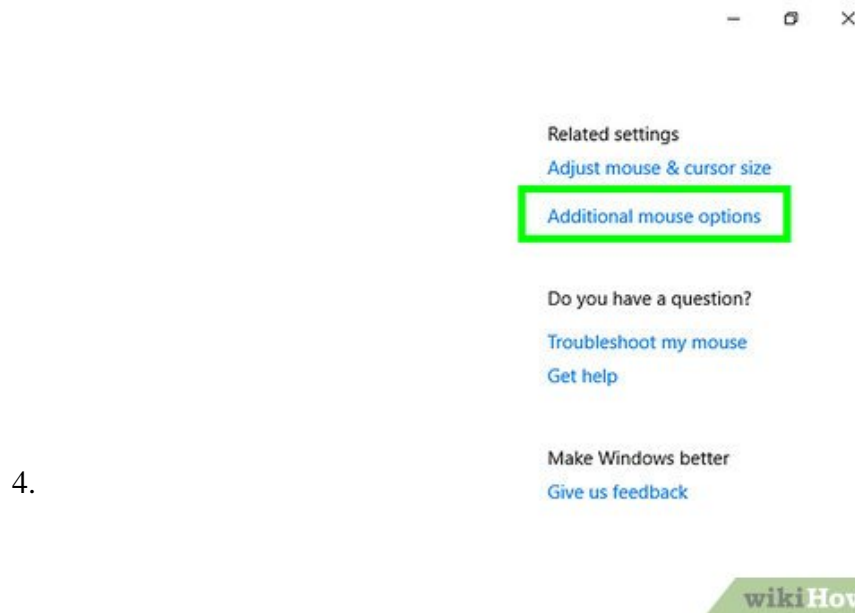 Related settings
Adjust mouse & cursor size
Additional mouse options
Do you have a question?
Troubleshoot my mouse
Get help
Make Windows better
4.
Give us feedback
wikiHow